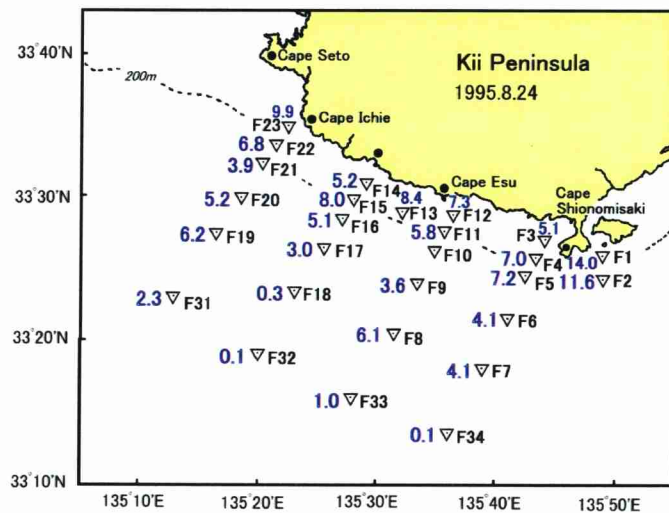 33°40'N
Cape Seto
Kii Peninsula
1995.8.24
200m
9.9
F23
Cape Ichie
6.8 F22
3.9 F21
5.2 F14
Cape Esu
33°30'N
5.2 F20
8.0 F15
8.4 F13
7.3 F12
Cape
Shionomisaki
5.1 F16
5.8 F11
5.1
F3
6.2 F19
3.0 F17
F10
7.0 F4
14.0 F1
7.2 F5
11.6 F2
2.3 F31
0.3 F18
3.6 F9
4.1 F6
33°20'N
6.1 F8
0.1 F32
4.1 F7
1.0 F33
0.1 F34
33°10'N
135°10'E 135°20'E 135°30'E 135°40'E 135°50'E